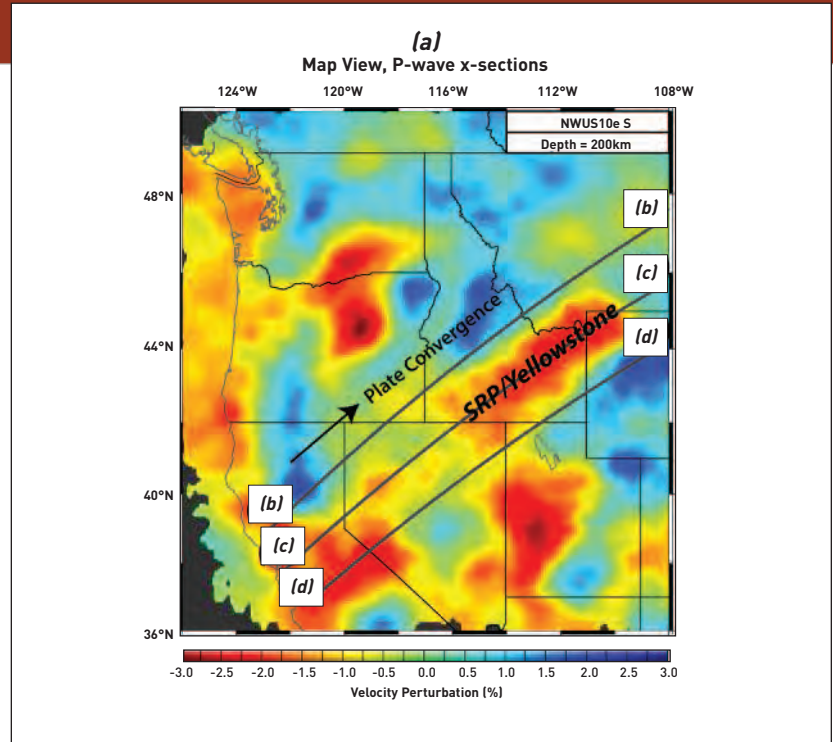 (a)
Map View, P-wave x-sections
124°W 120°W 116°W 112°W 108°W
NWUS10e S
Depth = 200km
48°N
(b)
(c)
(d)
44°N
Plate Convergence
SRP/Yellowstone
40°N
(b)
(c)
(d)
36°N
-3.0 -2.5 -2.0 -1.5 -1.0 -0.5 0.0 0.5 1.0 1.5 2.0 2.5 3.0
Velocity Perturbation (%)